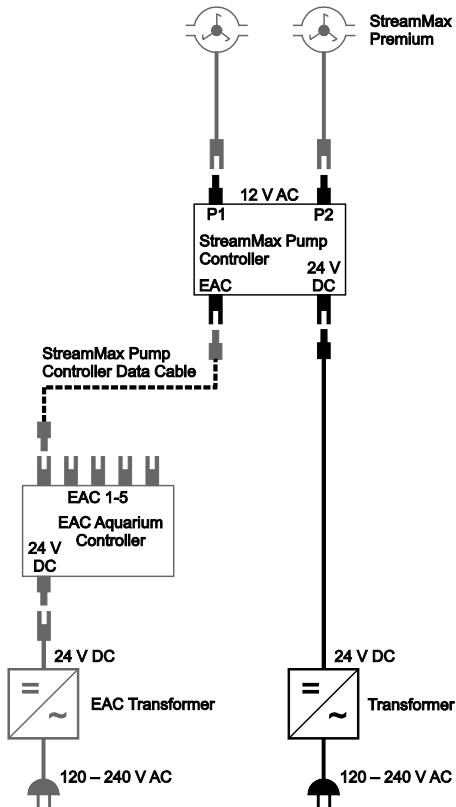 StreamMax
Premium
12 V AC
P1
P2
StreamMax Pump
Controller
24 V
EAC
DC
StreamMax Pump
Controller Data Cable
EAC 1-5
EAC Aquarium
Controller
24 V
DC
24 V DC
24 V DC
EAC Transformer
Transformer
120 – 240 V AC
120 – 240 V AC